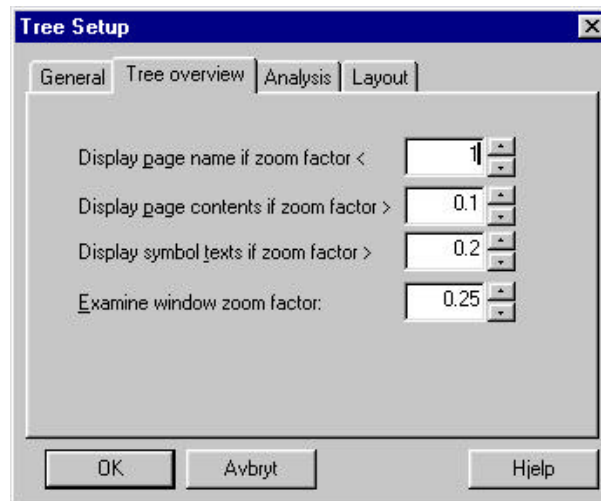 Tree Setup
General Tree overview Analysis Layout
Display page name if zoom factor < 1
Display page contents if zoom factor > 0.1
Display symbol texts if zoom factor > 0.2
Examine window zoom factor: 0.25
OK Avbryt Hjelp